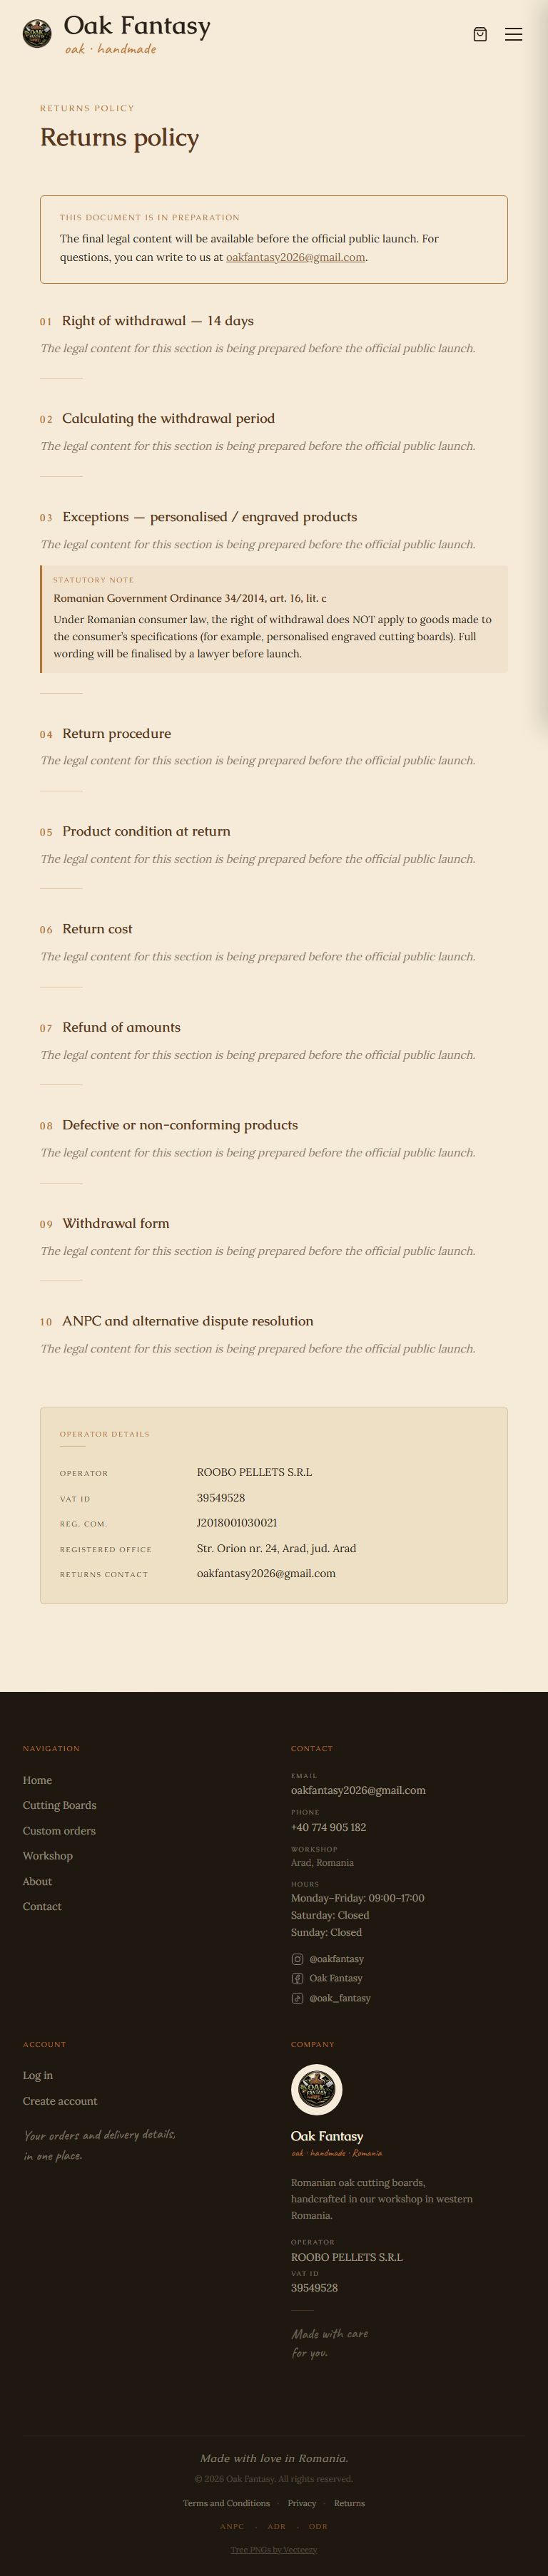 Oak Fantasy
oak · handmade
RETURNS POLICY
Returns policy
THIS DOCUMENT IS IN PREPARATION
The final legal content will be available before the official public launch. For
questions, you can write to us at oakfantasy2026@gmail.com.
01 Right of withdrawal — 14 days
The legal content for this section is being prepared before the official public launch.
02 Calculating the withdrawal period
The legal content for this section is being prepared before the official public launch.
03 Exceptions — personalised / engraved products
The legal content for this section is being prepared before the official public launch.
STATUTORY NOTE
Romanian Government Ordinance 34/2014, art. 16, lit. c
Under Romanian consumer law, the right of withdrawal does NOT apply to goods made to
the consumer's specifications (for example, personalised engraved cutting boards). Full
wording will be finalised by a lawyer before launch.
04 Return procedure
The legal content for this section is being prepared before the official public launch.
05 Product condition at return
The legal content for this section is being prepared before the official public launch.
06 Return cost
The legal content for this section is being prepared before the official public launch.
07 Refund of amounts
The legal content for this section is being prepared before the official public launch.
08 Defective or non-conforming products
The legal content for this section is being prepared before the official public launch.
09 Withdrawal form
The legal content for this section is being prepared before the official public launch.
10 ANPC and alternative dispute resolution
The legal content for this section is being prepared before the official public launch.
OPERATOR DETAILS
OPERATOR ROOBO PELLETS S.R.L
VAT ID 39549528
REG. COM. J2018001030021
REGISTERED OFFICE Str. Orion nr. 24, Arad, jud. Arad
RETURNS CONTACT oakfantasy2026@gmail.com
NAVIGATION
Home
Cutting Boards
Custom orders
Workshop
About
Contact
CONTACT
EMAIL
oakfantasy2026@gmail.com
PHONE
+40 774 905 182
WORKSHOP
Arad, Romania
HOURS
Monday–Friday: 09:00–17:00
Saturday: Closed
Sunday: Closed
@oakfantasy
Oak Fantasy
@oak_fantasy
ACCOUNT
Log in
Create account
Your orders and delivery details,
in one place.
COMPANY
OAK
FANTASY
Oak Fantasy
oak · handmade · Romania
Romanian oak cutting boards,
handcrafted in our workshop in western
Romania.
OPERATOR
ROOBO PELLETS S.R.L
VAT ID
39549528
Made with care
for you.
Made with love in Romania.
© 2026 Oak Fantasy. All rights reserved.
Terms and Conditions · Privacy · Returns
ANPC · ADR · ODR
Tree PNGs by Vecteezy